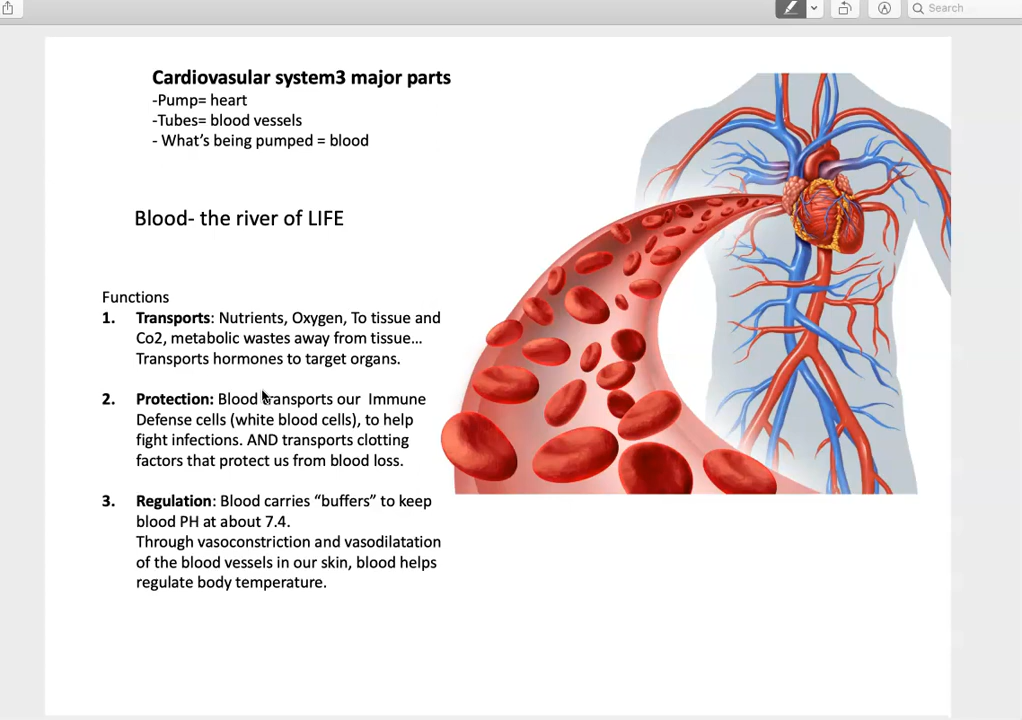 Search
Cardiovasular system3 major parts
-Pump= heart
-Tubes= blood vessels
- What's being pumped = blood
Blood- the river of LIFE
Functions
1. Transports: Nutrients, Oxygen, To tissue and
Co2, metabolic wastes away from tissue...
Transports hormones to target organs.
2. Protection: Blood transports our Immune
Defense cells (white blood cells), to help
fight infections. AND transports clotting
factors that protect us from blood loss.
3. Regulation: Blood carries “buffers” to keep
blood PH at about 7.4.
Through vasoconstriction and vasodilatation
of the blood vessels in our skin, blood helps
regulate body temperature.